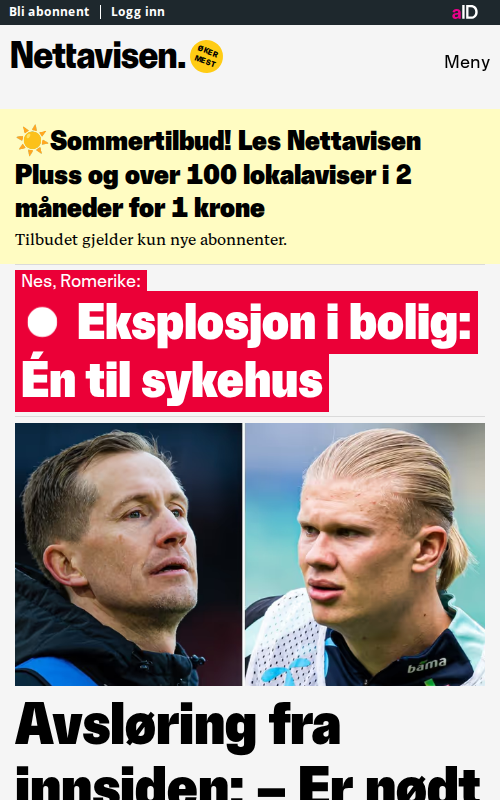 Bli abonnent | Logg inn
aID
Nettavisen.
ØKER MEST
Meny
☀️Sommertilbud! Les Nettavisen
Pluss og over 100 lokalaviser i 2
måneder for 1 krone
Tilbudet gjelder kun nye abonnenter.
Nes, Romerike:
Eksplosjon i bolig:
Én til sykehus
bama
Avsløring fra
innsiden: – Er nødt